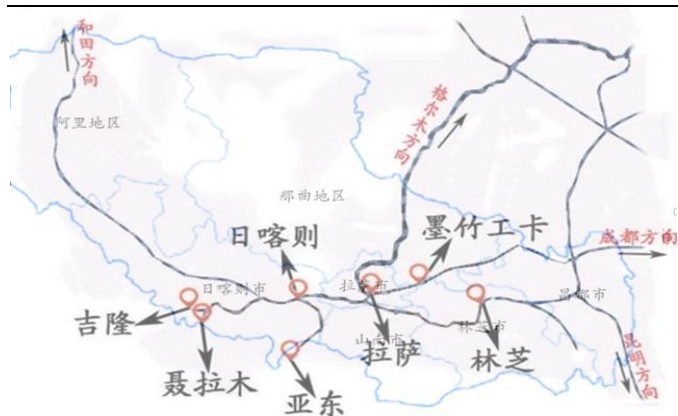 和田方向
阿里地区
格尔木方向
那曲地区
日喀则
墨竹工卡
成都方向
日喀则市
拉萨市
昌都市
吉隆
林芝市
山南市
拉萨
林芝
昆明方向
聂拉木
亚东